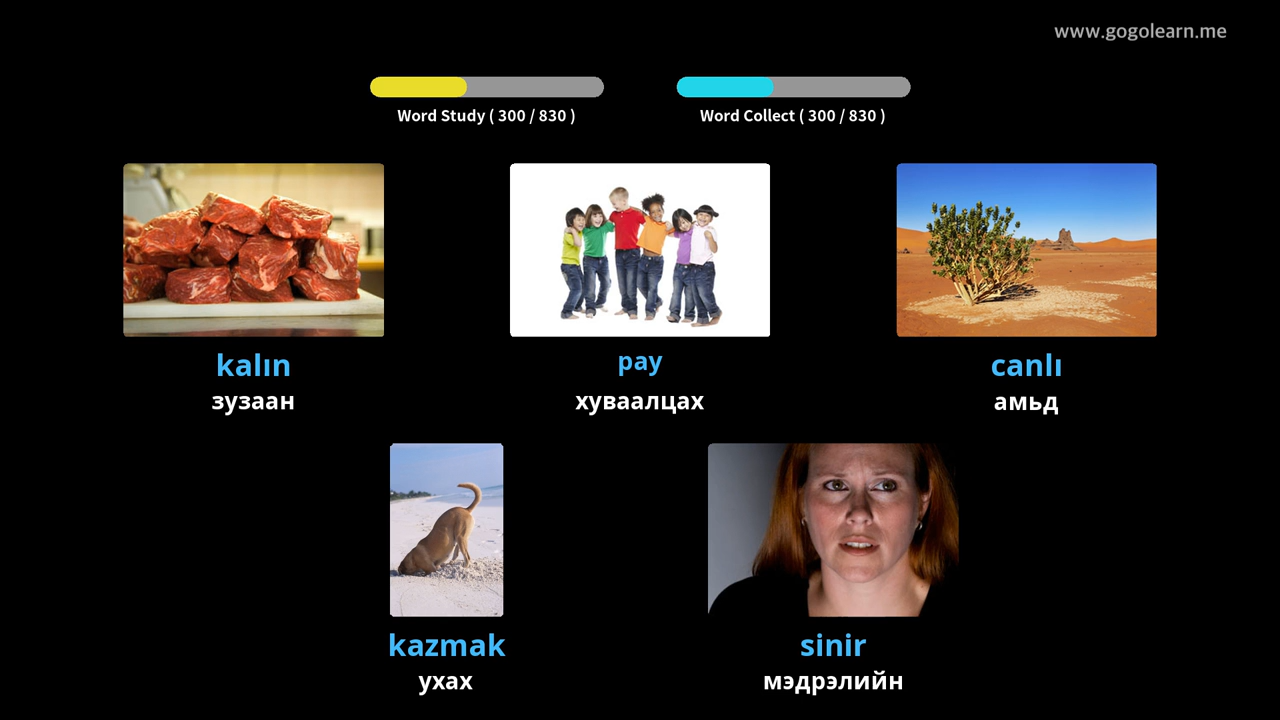 www.gogolearn.me
Word Study ( 300 / 830 )
Word Collect ( 300 / 830 )
kalın
зузаан
pay
хуваалцах
canlı
амьд
kazmak
ухах
sinir
мэдрэлийн